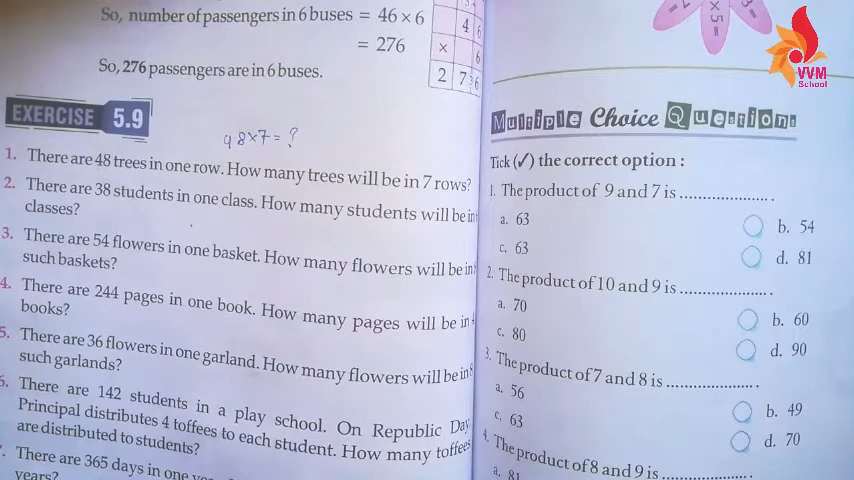 So, number of passengers in 6 buses = 46 × 6
= 276
So, 276 passengers are in 6 buses.
4 6
× 6
2 7 6
EXERCISE 5.9
48×7=?
1. There are 48 trees in one row. How many trees will be in 7 rows?
2. There are 38 students in one class. How many students will be in
classes?
3. There are 54 flowers in one basket. How many flowers will be in
such baskets?
4. There are 244 pages in one book. How many pages will be in
books?
5. There are 36 flowers in one garland. How many flowers will be in
such garlands?
6. There are 142 students in a play school. On Republic Day,
Principal distributes 4 toffees to each student. How many toffees
are distributed to students?
There are 365 days in one
years?
×5=
VVM
School
Multiple Choice Questions
Tick (✓) the correct option :
1. The product of 9 and 7 is ....................
a. 63
b. 54
c. 63
d. 81
2. The product of 10 and 9 is ....................
a. 70
b. 60
c. 80
d. 90
3. The product of 7 and 8 is ....................
a. 56
b. 49
c. 63
d. 70
4. The product of 8 and 9 is ....................
a. 81